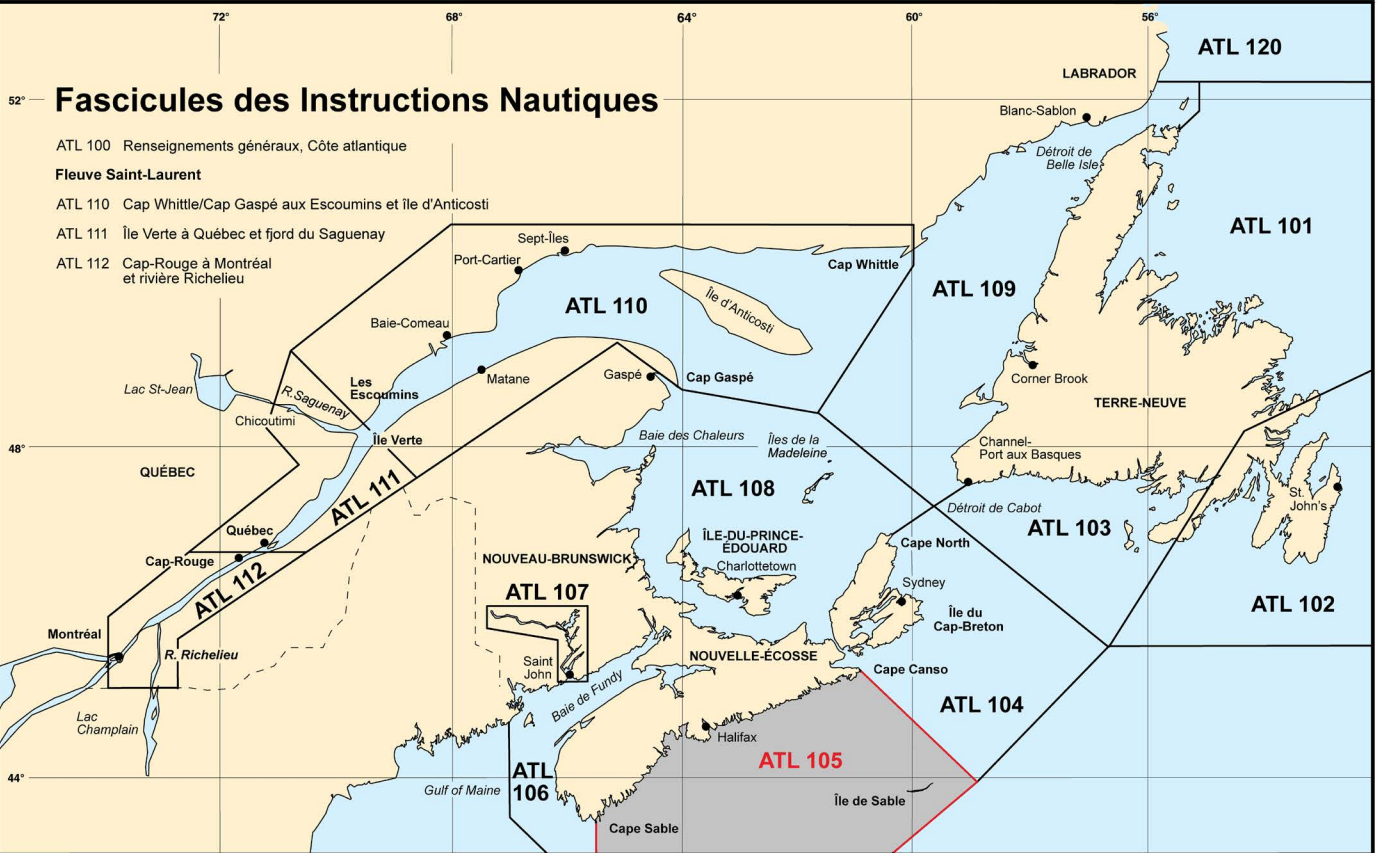 72°
68°
64°
60°
56°
ATL 120
LABRADOR
52°
Fascicules des Instructions Nautiques
Blanc-Sablon
ATL 100 Renseignements généraux, Côte atlantique
Détroit de
Belle Isle
Fleuve Saint-Laurent
ATL 110 Cap Whittle/Cap Gaspé aux Escoumins et île d'Anticosti
ATL 101
ATL 111 Île Verte à Québec et fjord du Saguenay
Sept-Îles
ATL 112 Cap-Rouge à Montréal
et rivière Richelieu
Port-Cartier
Cap Whittle
ATL 109
ATL 110
Île d'Anticosti
Baie-Comeau
Matane
Gaspé
Cap Gaspé
Corner Brook
Lac St-Jean
Les
Escoumins
R. Saguenay
TERRE-NEUVE
Chicoutimi
Île Verte
Baie des Chaleurs
Îles de la
Madeleine
Channel-
Port aux Basques
48°
QUÉBEC
ATL 111
ATL 108
St.
John's
Détroit de Cabot
ATL 103
Québec
ÎLE-DU-PRINCE-
ÉDOUARD
Cape North
Cap-Rouge
NOUVEAU-BRUNSWICK
Charlottetown
ATL 112
ATL 107
Sydney
ATL 102
Île du
Cap-Breton
Montréal
R. Richelieu
Saint
John
NOUVELLE-ÉCOSSE
Cape Canso
Baie de Fundy
ATL 104
Lac
Champlain
Halifax
ATL 105
44°
ATL
106
Gulf of Maine
Île de Sable
Cape Sable